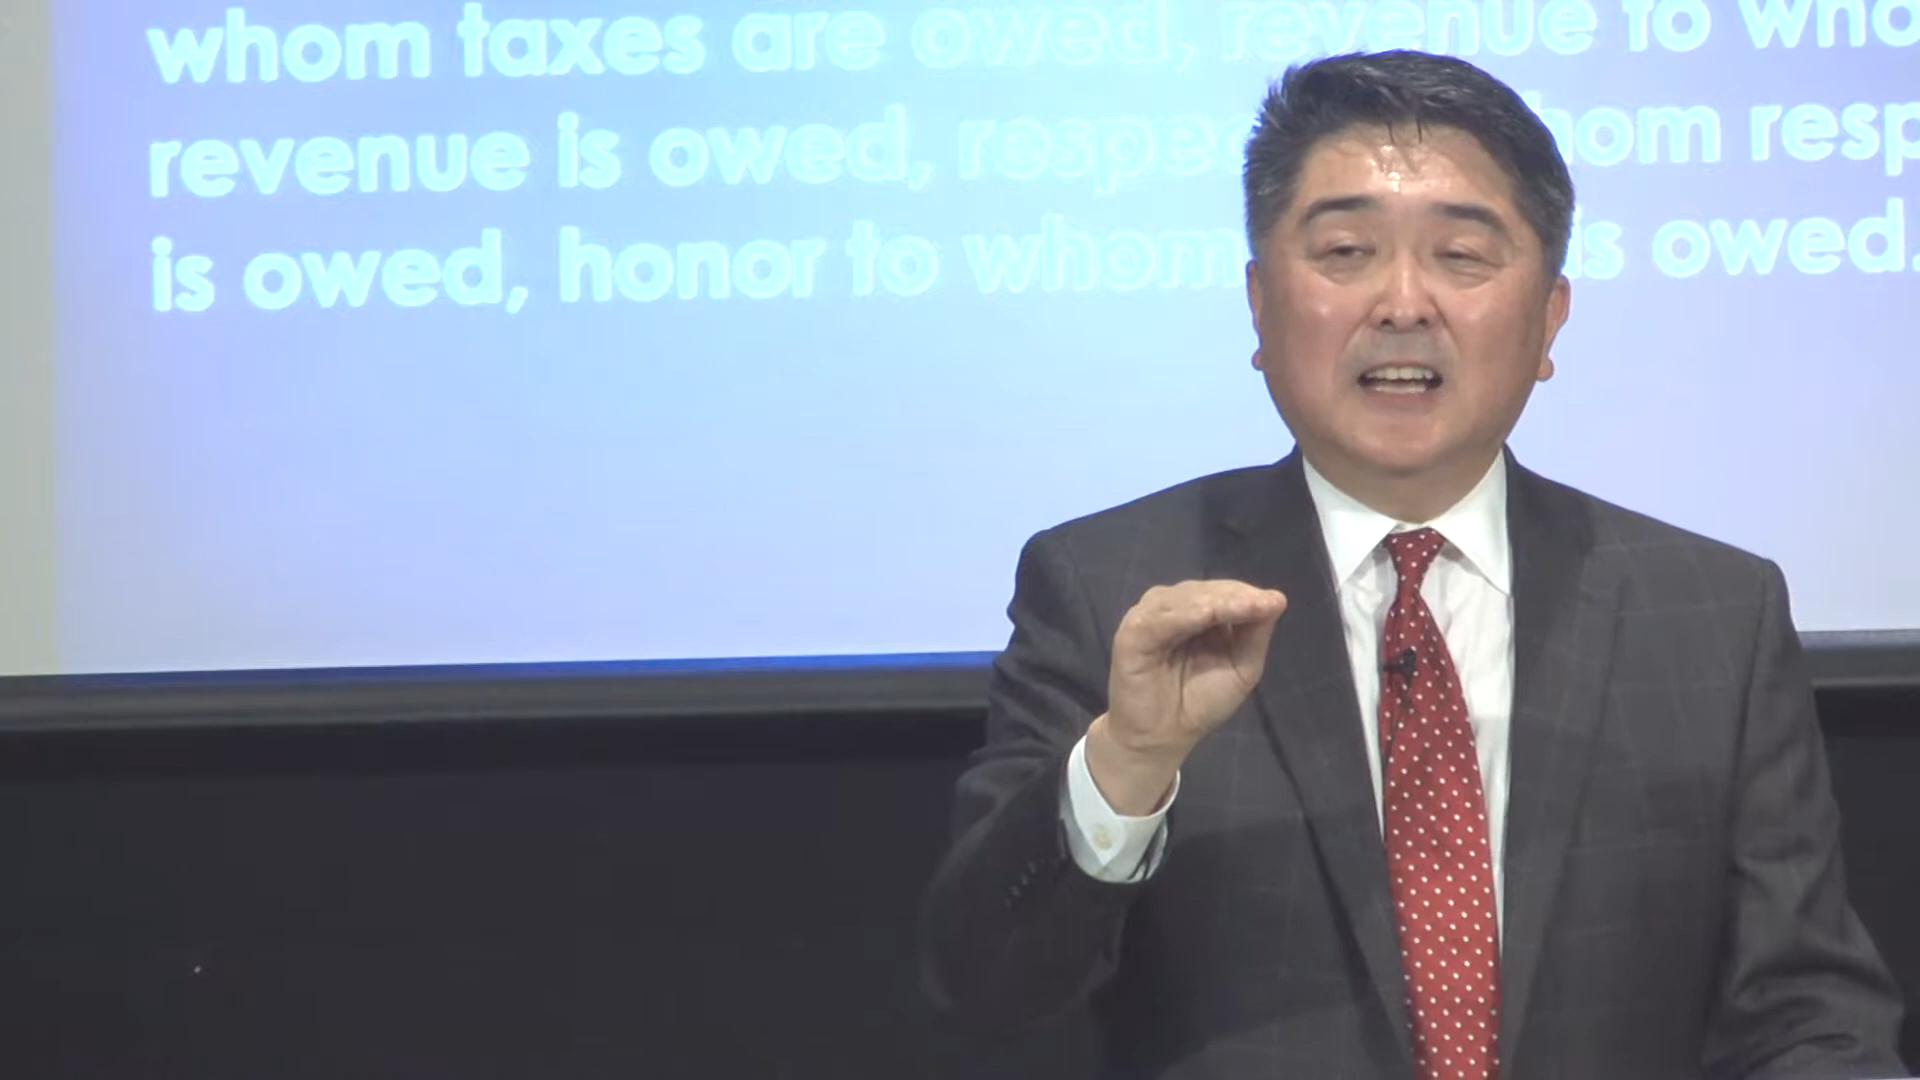 whom taxes are owed, revenue to who
revenue is owed, respec hom resp
is owed, honor to whom is owed.